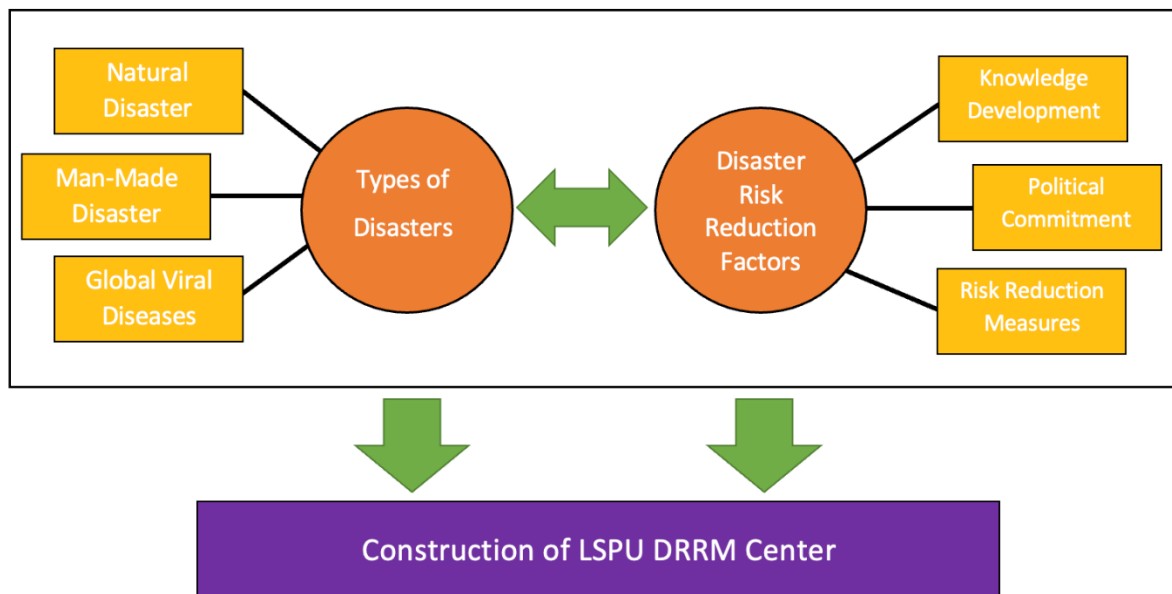 Natural
Disaster
Man-Made
Disaster
Global Viral
Diseases
Types of
Disasters
Disaster
Risk
Reduction
Factors
Knowledge
Development
Political
Commitment
Risk Reduction
Measures
Construction of LSPU DRRM Center